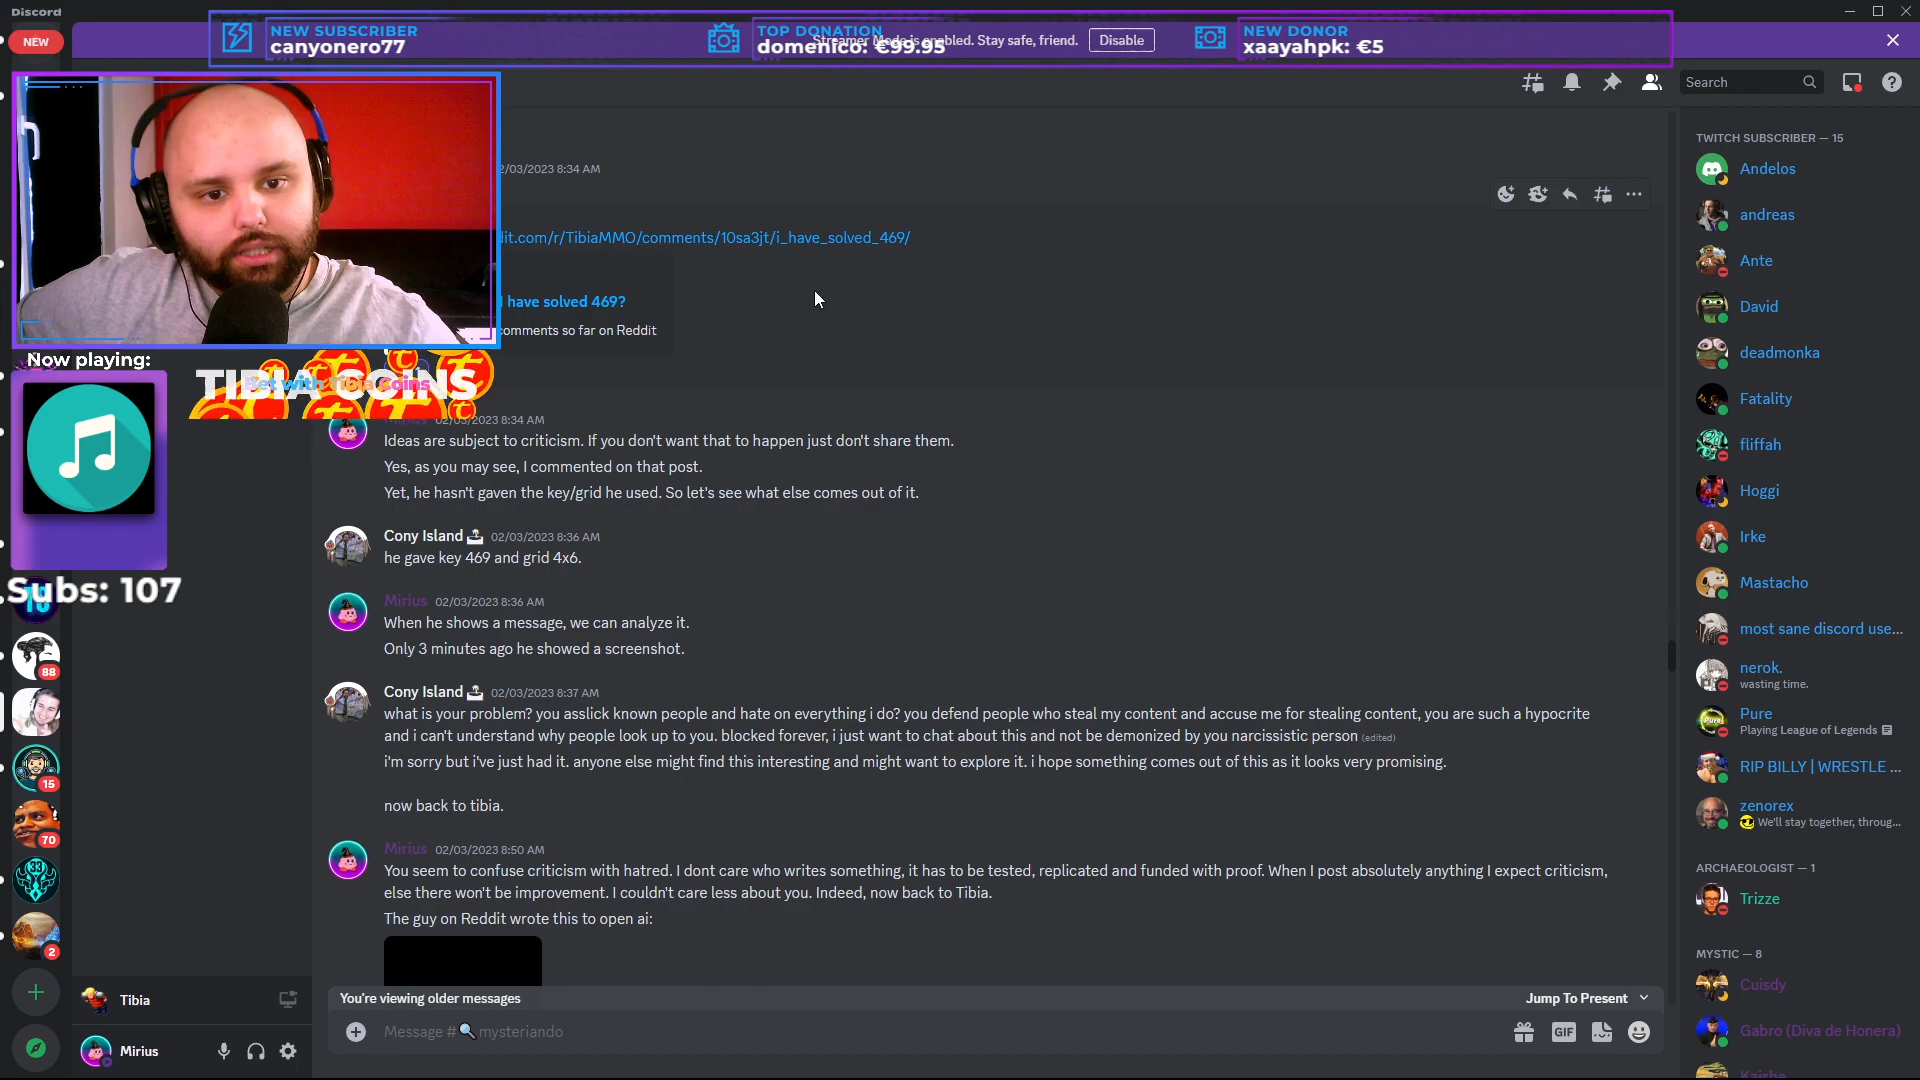 Discord
NEW
NEW SUBSCRIBER
canyonero77
TOP DONATION
domenico: €99.95
Streamer Mode is enabled. Stay safe, friend.
Disable
NEW DONOR
xaayahpk: €5
Search
2/03/2023 8:34 AM
dit.com/r/TibiaMMO/comments/10sa3jt/i_have_solved_469/
I have solved 469?
comments so far on Reddit
Now playing:
TIBIA COINS
Bet with Tibia Coins
Subs: 107
Mirius 02/03/2023 8:34 AM
Ideas are subject to criticism. If you don't want that to happen just don't share them.
Yes, as you may see, I commented on that post.
Yet, he hasn't gaven the key/grid he used. So let's see what else comes out of it.
Cony Island 02/03/2023 8:36 AM
he gave key 469 and grid 4x6.
Mirius 02/03/2023 8:36 AM
When he shows a message, we can analyze it.
Only 3 minutes ago he showed a screenshot.
Cony Island 02/03/2023 8:37 AM
what is your problem? you asslick known people and hate on everything i do? you defend people who steal my content and accuse me for stealing content, you are such a hypocrite
and i can't understand why people look up to you. blocked forever, i just want to chat about this and not be demonized by you narcissistic person (edited)
i'm sorry but i've just had it. anyone else might find this interesting and might want to explore it. i hope something comes out of this as it looks very promising.
now back to tibia.
Mirius 02/03/2023 8:50 AM
You seem to confuse criticism with hatred. I dont care who writes something, it has to be tested, replicated and funded with proof. When I post absolutely anything I expect criticism,
else there won't be improvement. I couldn't care less about you. Indeed, now back to Tibia.
The guy on Reddit wrote this to open ai:
You're viewing older messages
Jump To Present
Message #🔍 mysteriando
GIF
88
15
70
33
2
Tibia
Mirius
TWITCH SUBSCRIBER — 15
Andelos
andreas
Ante
David
deadmonka
Fatality
fliffah
Hoggi
Irke
Mastacho
most sane discord use...
nerok.
wasting time.
Pure
Pure
Playing League of Legends
RIP BILLY | WRESTLE ...
zenorex
We'll stay together, throug...
ARCHAEOLOGIST — 1
Trizze
MYSTIC — 8
Cuisdy
Gabro (Diva de Honera)
Kaishe